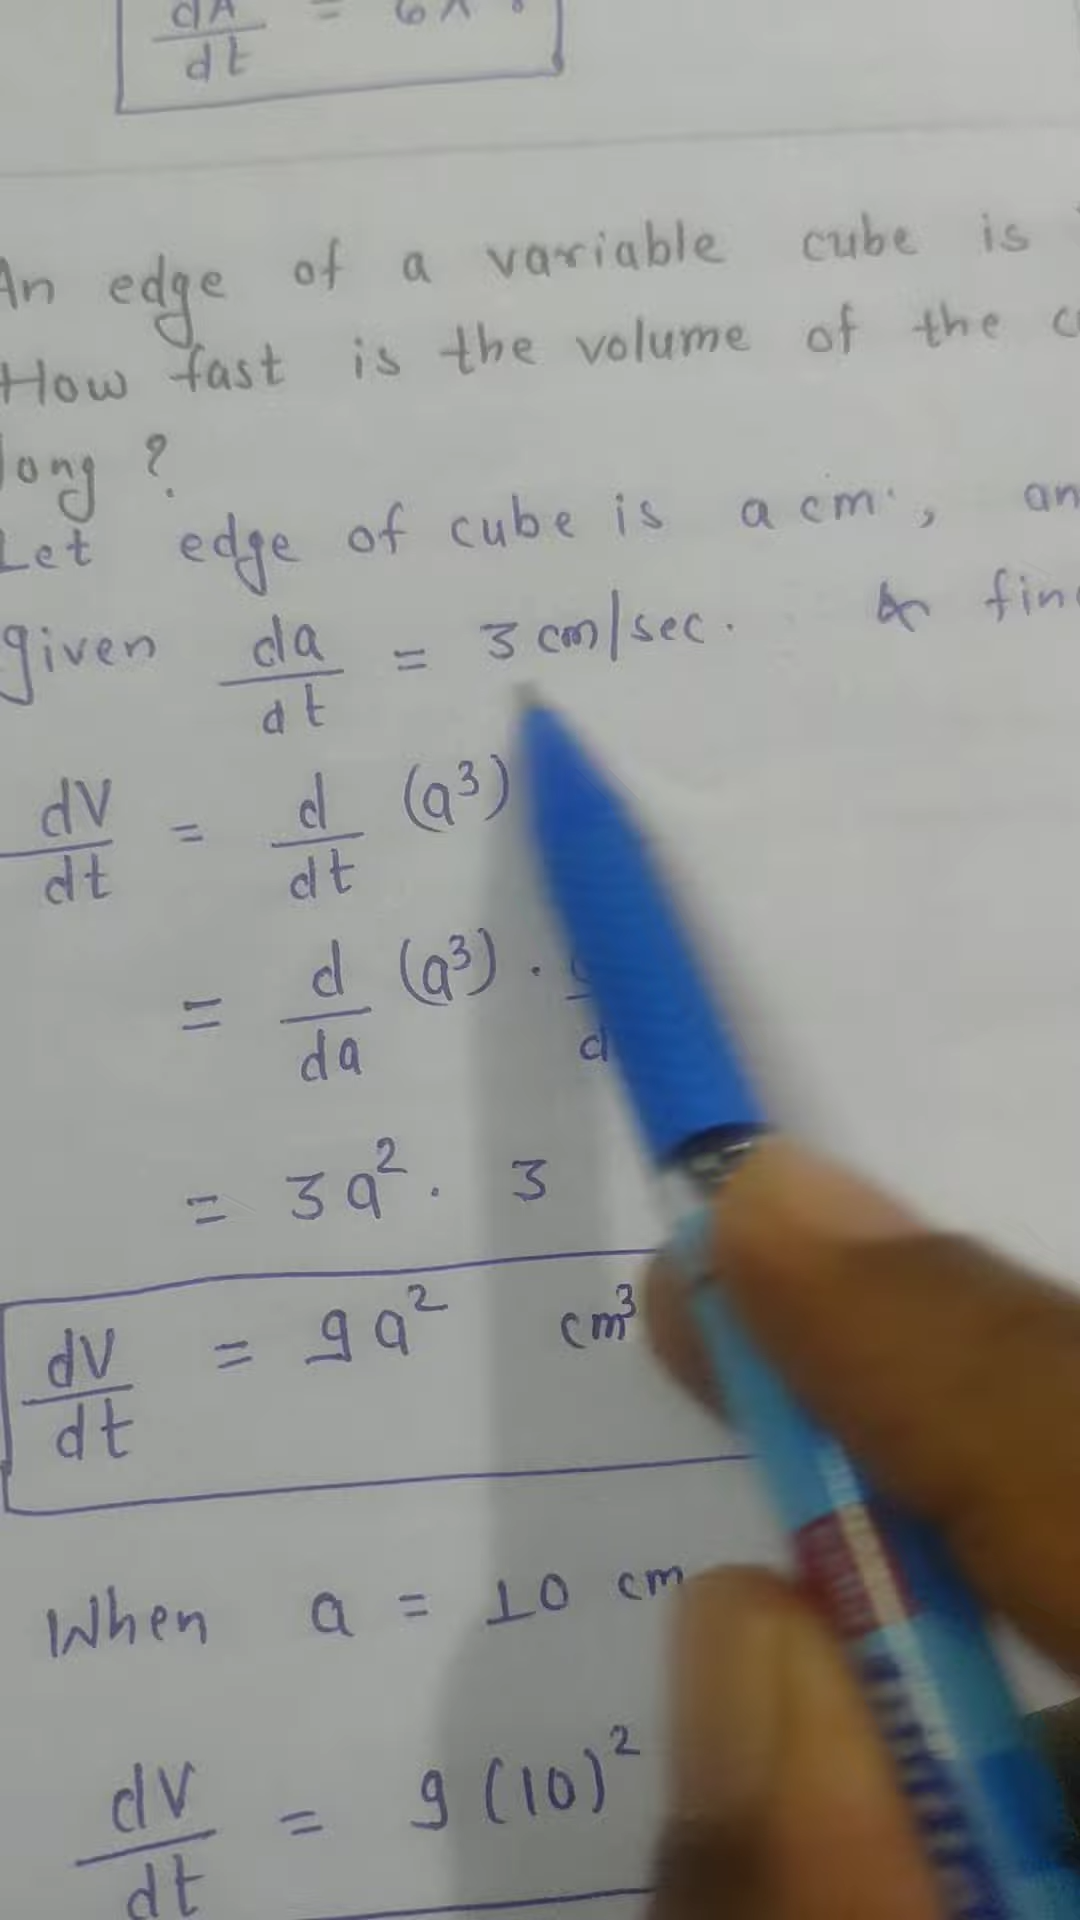 dA/dt =
An edge of a variable cube is
How fast is the volume of the
long ?
Let edge of cube is a cm.,
given da/dt = 3 cm/sec.
dV/dt = d/dt (a³)
= d/da (a³) ·
= 3a² · 3
dV/dt = 9a² cm³
When a = 10 cm
dV/dt = 9(10)²